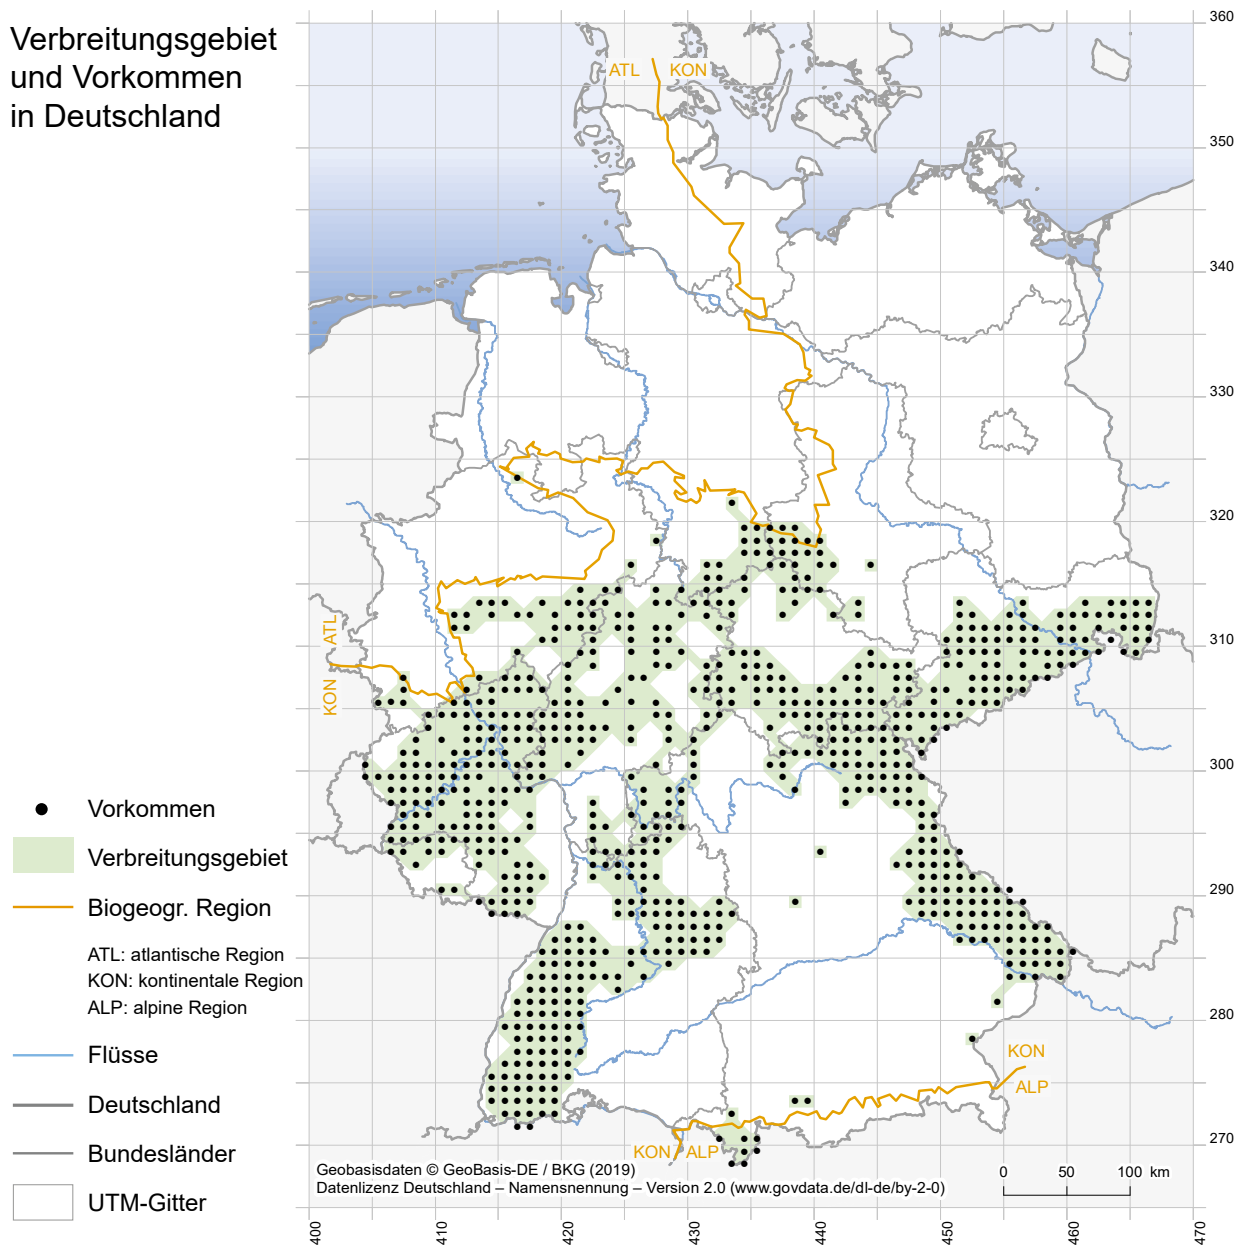 Verbreitungsgebiet
und Vorkommen
in Deutschland
ATL KON
360
350
340
330
320
310
300
290
280
270
ATL
KON
Vorkommen
Verbreitungsgebiet
Biogeogr. Region
ATL: atlantische Region
KON: kontinentale Region
ALP: alpine Region
Flüsse
Deutschland
Bundesländer
UTM-Gitter
KON
ALP
KON ALP
Geobasisdaten © GeoBasis-DE / BKG (2019)
Datenlizenz Deutschland – Namensnennung – Version 2.0 (www.govdata.de/dl-de/by-2-0)
0 50 100 km
400 410 420 430 440 450 460 470